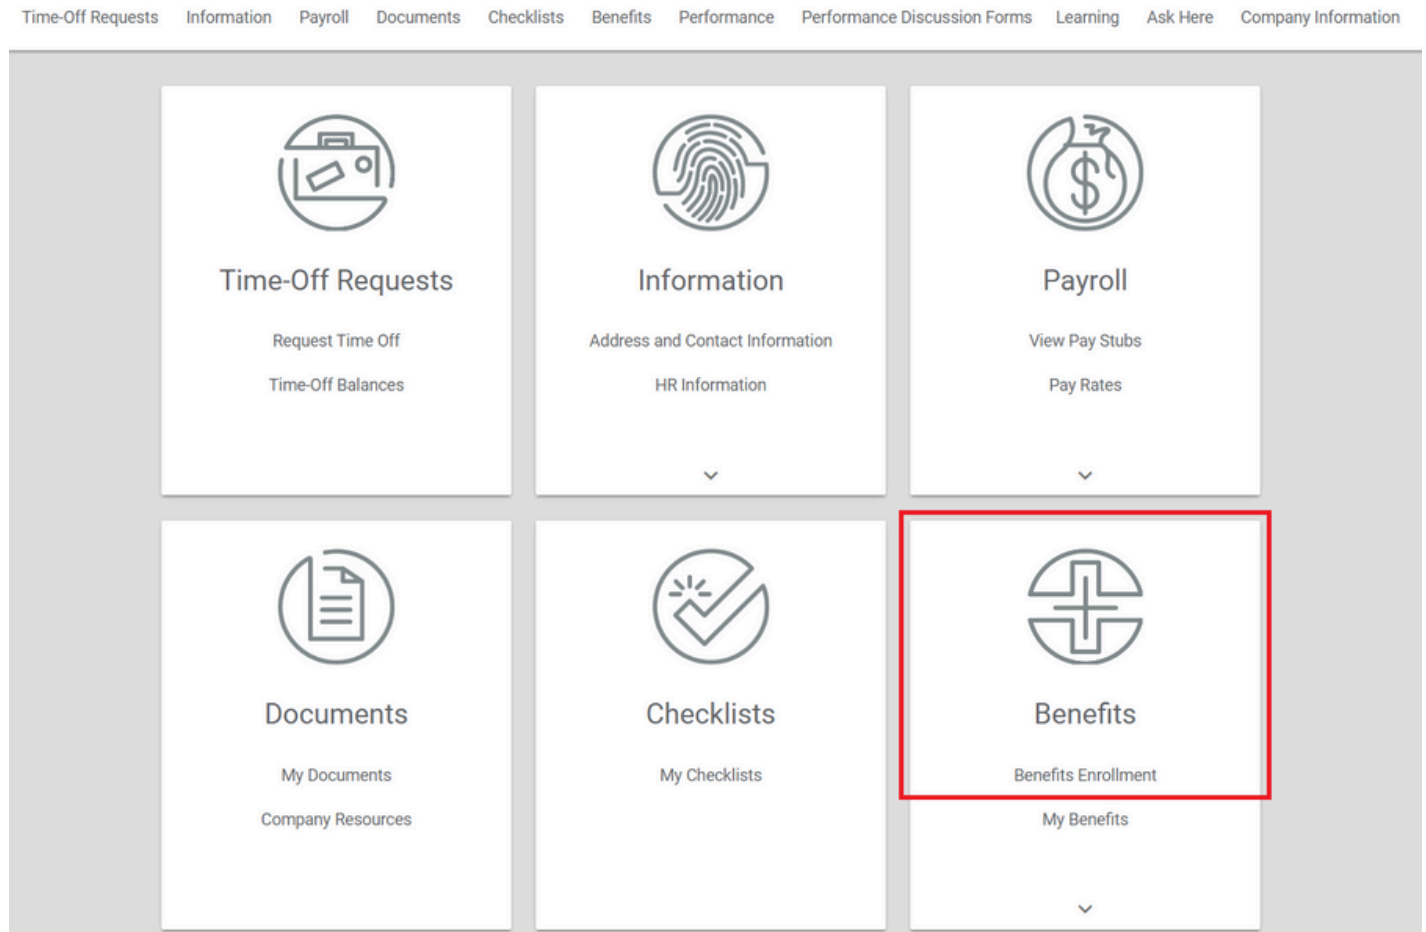 Time-Off Requests Information Payroll Documents Checklists Benefits Performance Performance Discussion Forms Learning Ask Here Company Information
Time-Off Requests
Request Time Off
Time-Off Balances
Information
Address and Contact Information
HR Information
Payroll
View Pay Stubs
Pay Rates
Documents
My Documents
Company Resources
Checklists
My Checklists
Benefits
Benefits Enrollment
My Benefits